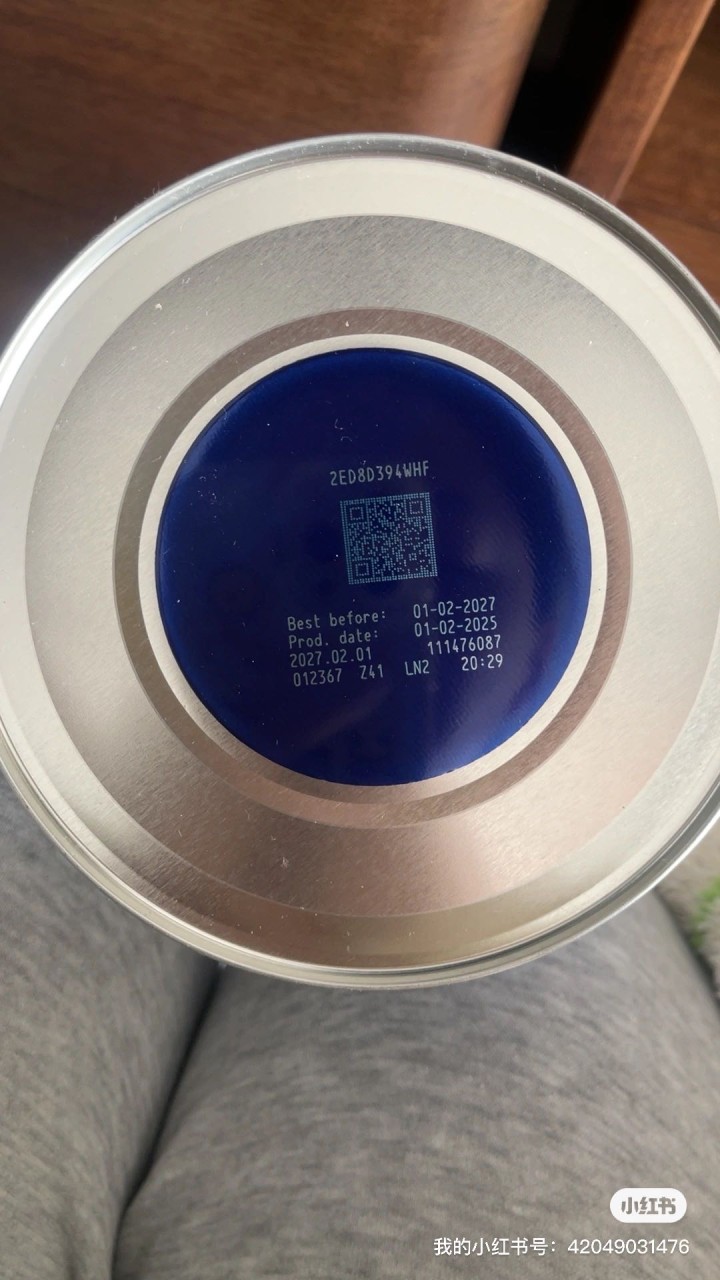 2ED8D394WHF
Best before: 01-02-2027
Prod. date: 01-02-2025
2027.02.01 111476087
012367 Z41 LN2 20:29
小红书
我的小红书号：42049031476